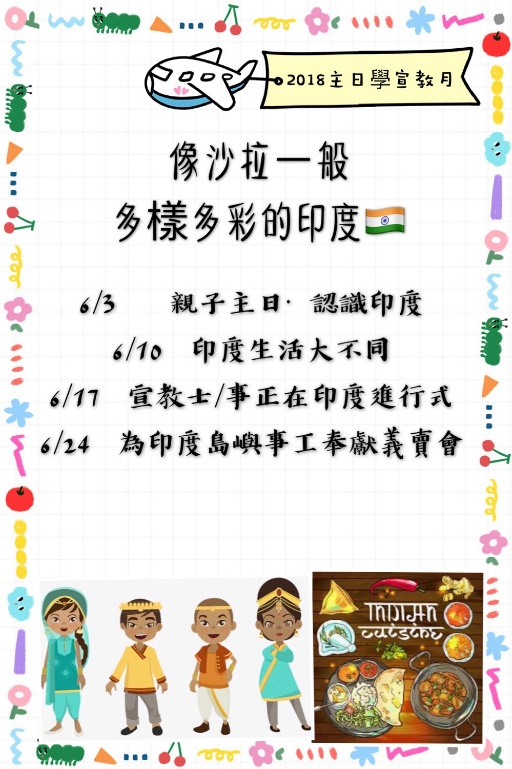 2018主日學宣教月
像沙拉一般
多樣多彩的印度🇮🇳
6/3 親子主日·認識印度
6/10 印度生活大不同
6/17 宣教士/事正在印度進行式
6/24 為印度島嶼事工奉獻義賣會
INDIAN
cuisine